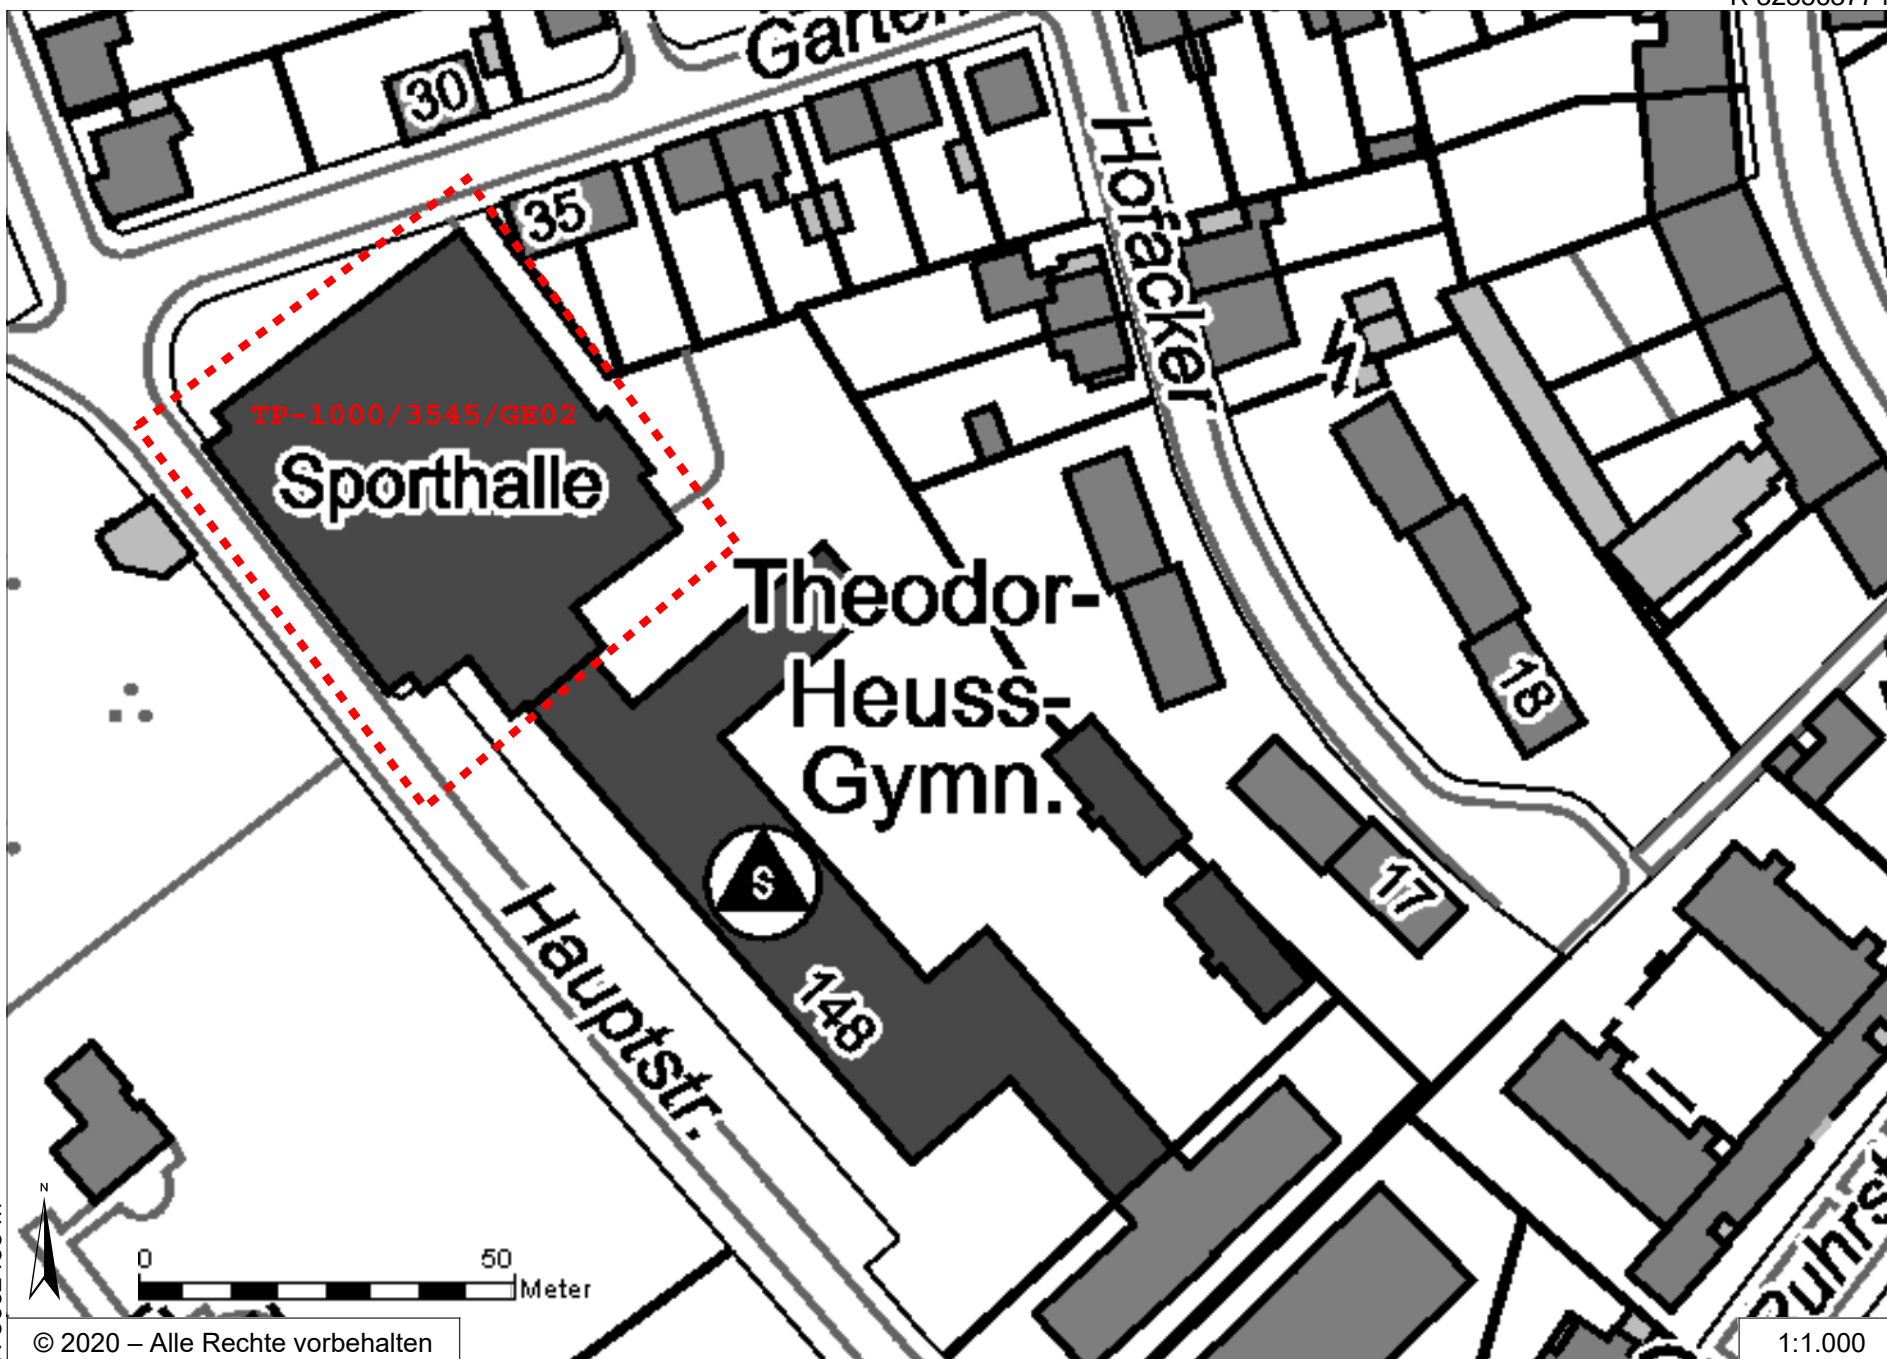 Garten
30
35
Hofacker
TP-1000/3545/GE02
Sporthalle
Theodor-
Heuss-
Gymn.
18
17
S
148
Hauptstr.
N
0 50
Meter
© 2020 – Alle Rechte vorbehalten
1:1.000